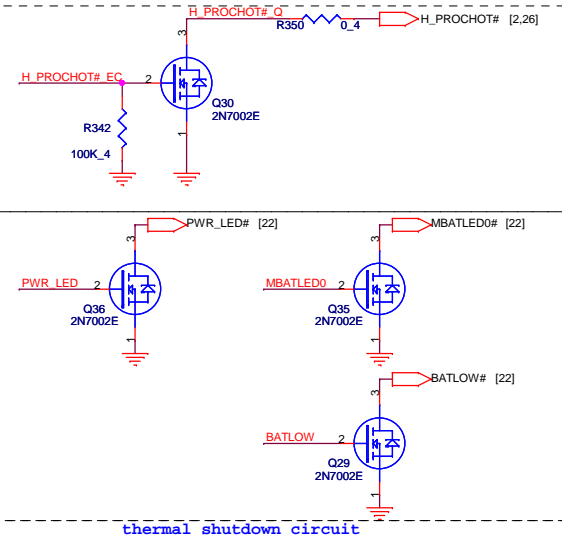 H_PROCHOT#_Q
R350 0_4 H_PROCHOT# [2,26]
3
H_PROCHOT#_EC 2
Q30
2N7002E
R342
1
100K_4
PWR_LED# [22] MBATLED0# [22]
3 3
PWR_LED 2 MBATLED0 2
Q36 Q35
2N7002E 2N7002E
1 1
BATLOW# [22]
3
BATLOW 2
Q29
2N7002E
1
thermal shutdown circuit